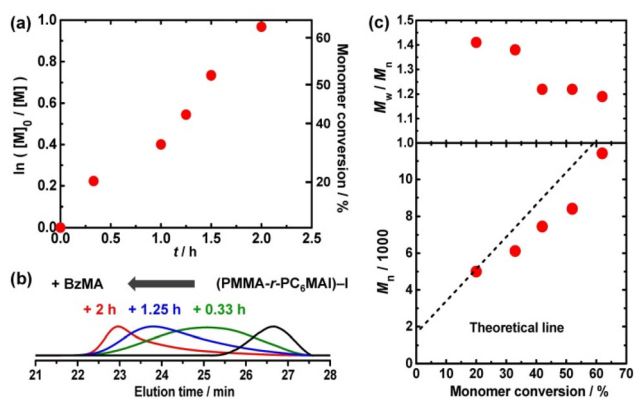 (a)
ln ( [M]0 / [M] )
1.0
0.8
0.6
0.4
0.2
0.0
0.0 0.5 1.0 1.5 2.0
t / h
60
50
40
20
Monomer conversion / %
(b)
+ BzMA (PMMA-r-PC6MAI)–I
+ 2 h + 1.25 h + 0.33 h
21 22 23 24 25 26 27 28
Elution time / min
(c)
Mw / Mn
1.5
1.4
1.3
1.2
1.1
1.0
Mn / 1000
10
8
6
4
2
0
Theoretical line
0 10 20 30 40 50 60 70
Monomer conversion / %